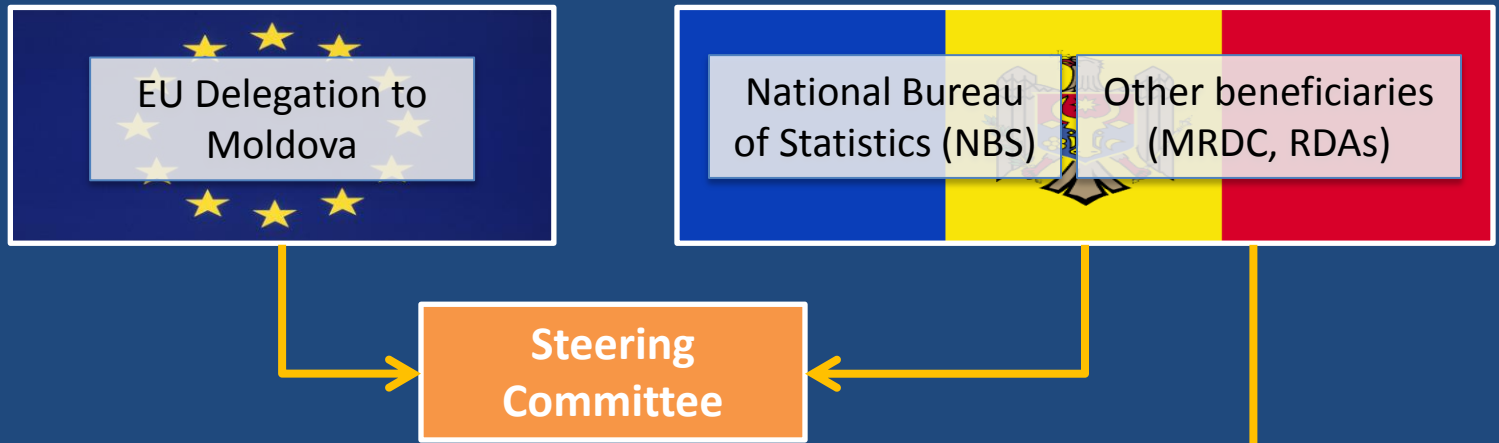 EU Delegation to
Moldova
National Bureau
of Statistics (NBS)
Other beneficiaries
(MRDC, RDAs)
Steering
Committee